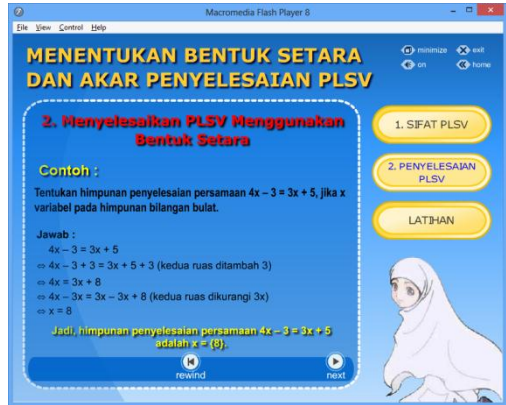 Macromedia Flash Player 8
File View Control Help
MENENTUKAN BENTUK SETARA
DAN AKAR PENYELESAIAN PLSV
minimize exit
on home
2. Menyelesaikan PLSV Menggunakan
Bentuk Setara
Contoh :
Tentukan himpunan penyelesaian persamaan 4x – 3 = 3x + 5, jika x
variabel pada himpunan bilangan bulat.
Jawab :
4x – 3 = 3x + 5
⇔ 4x – 3 + 3 = 3x + 5 + 3 (kedua ruas ditambah 3)
⇔ 4x = 3x + 8
⇔ 4x – 3x = 3x – 3x + 8 (kedua ruas dikurangi 3x)
⇔ x = 8
Jadi, himpunan penyelesaian persamaan 4x – 3 = 3x + 5
adalah x = {8}.
rewind next
1. SIFAT PLSV
2. PENYELESAIAN
PLSV
LATIHAN